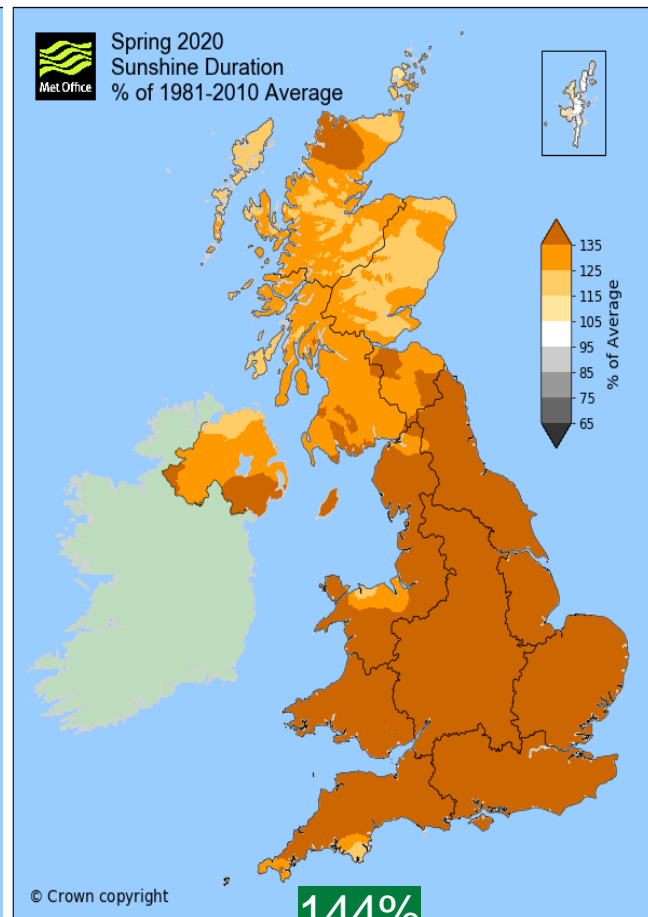 Met Office
Spring 2020
Sunshine Duration
% of 1981-2010 Average
135
125
115
105
95
85
75
65
% of Average
© Crown copyright
144%